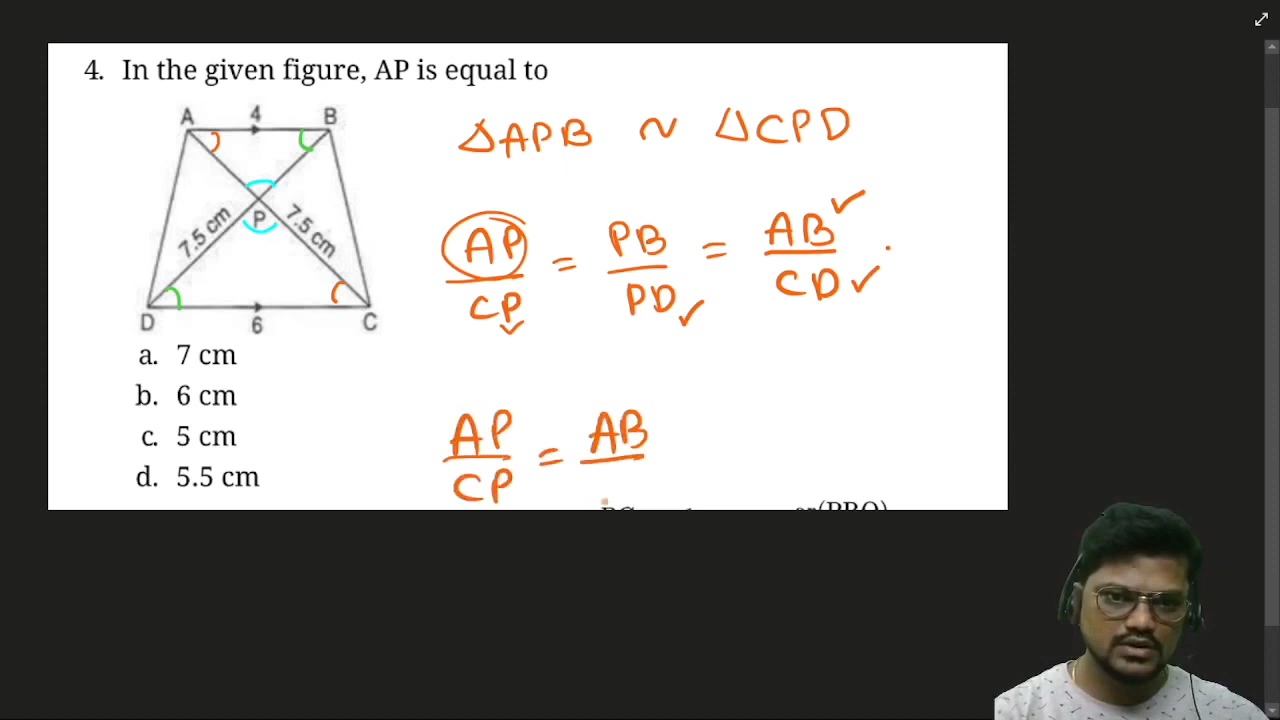 4. In the given figure, AP is equal to
A 4 B
7.5 cm P 7.5 cm
D 6 C
a. 7 cm
b. 6 cm
c. 5 cm
d. 5.5 cm
ΔAPB ~ ΔCPD
AP/CP = PB/PD = AB/CD
AP/CP = AB